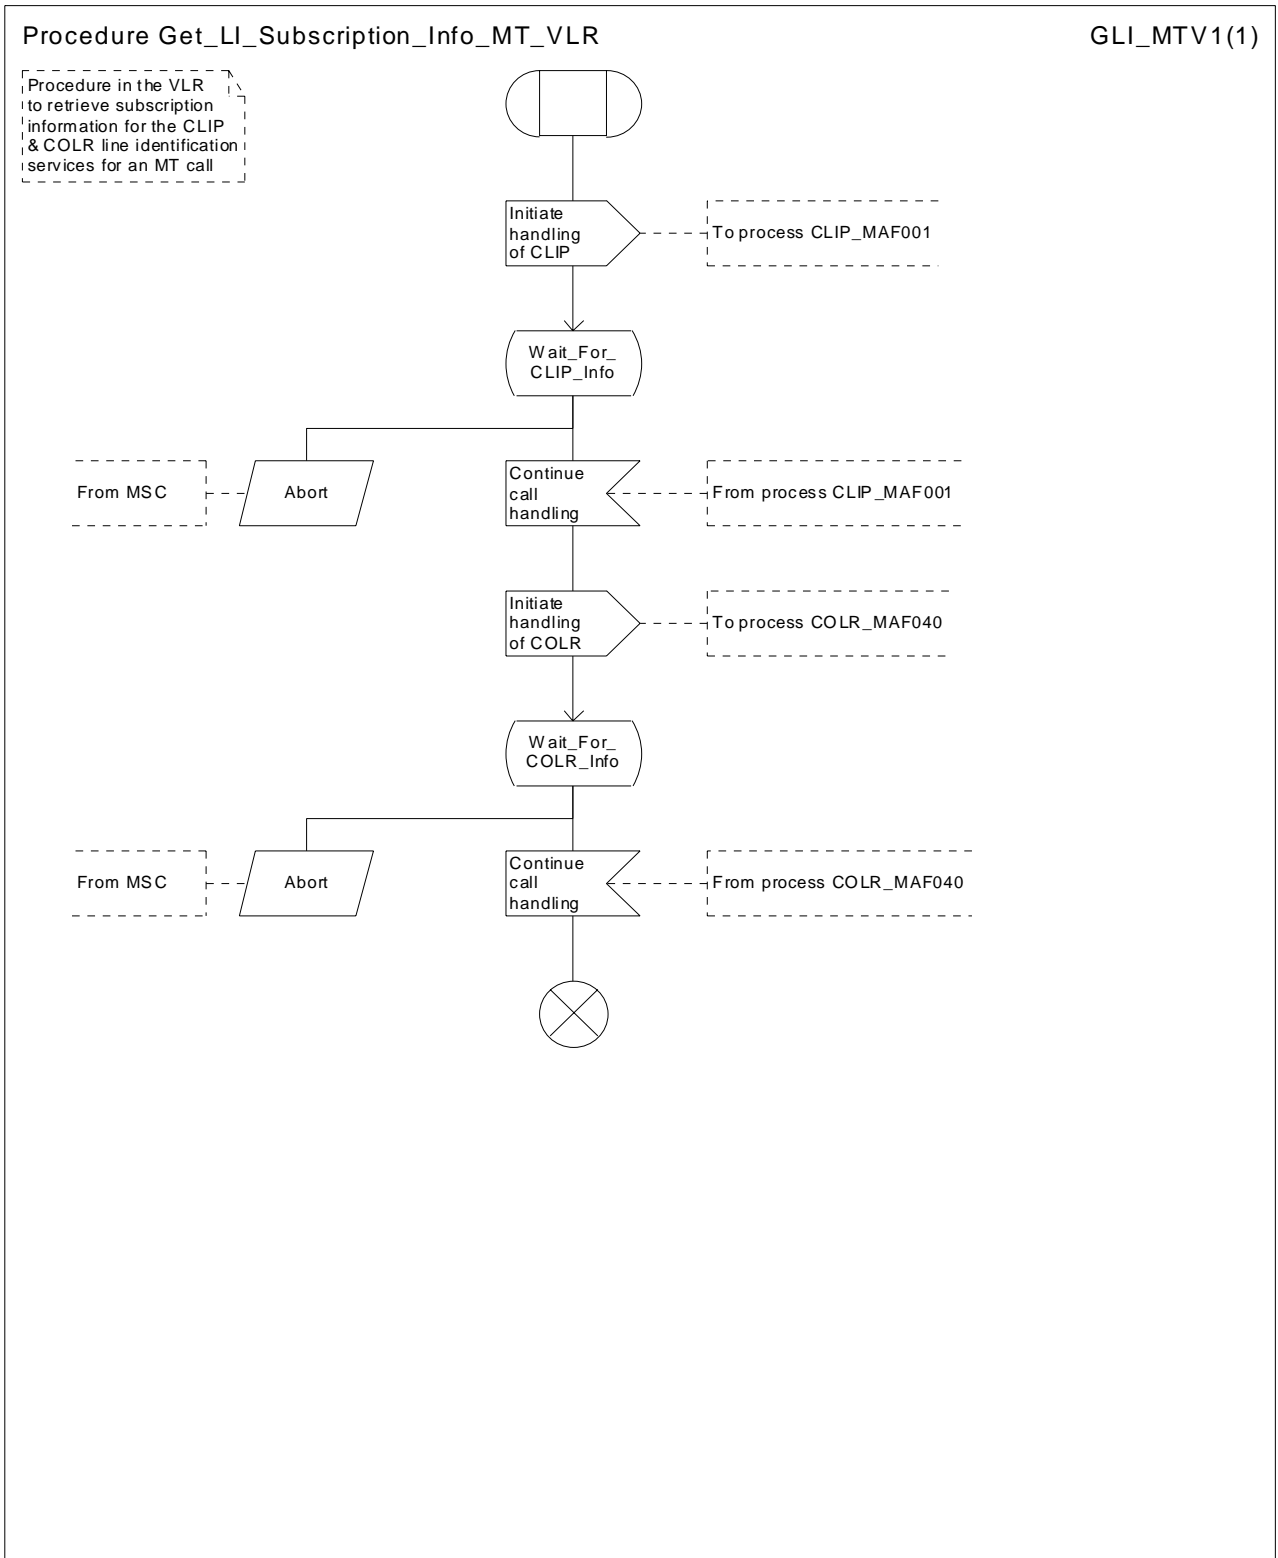 Procedure Get_LI_Subscription_Info_MT_VLR
GLI_MTV1(1)
Procedure in the VLR
to retrieve subscription
information for the CLIP
& COLR line identification
services for an MT call
Initiate
handling
of CLIP
To process CLIP_MAF001
Wait_For_
CLIP_Info
From MSC
Abort
Continue
call
handling
From process CLIP_MAF001
Initiate
handling
of COLR
To process COLR_MAF040
Wait_For_
COLR_Info
From MSC
Abort
Continue
call
handling
From process COLR_MAF040